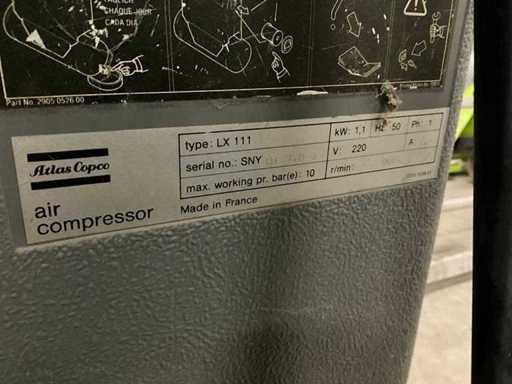 CHAQUE JOUR
CADA DIA
Part No. 2905 0526 00
Atlas Copco
air
compressor
type: LX 111
serial no.: SNY
max. working pr. bar(e): 10
Made in France
kW: 1,1 Hz 50 Ph: 1
V: 220 A:
r/min: